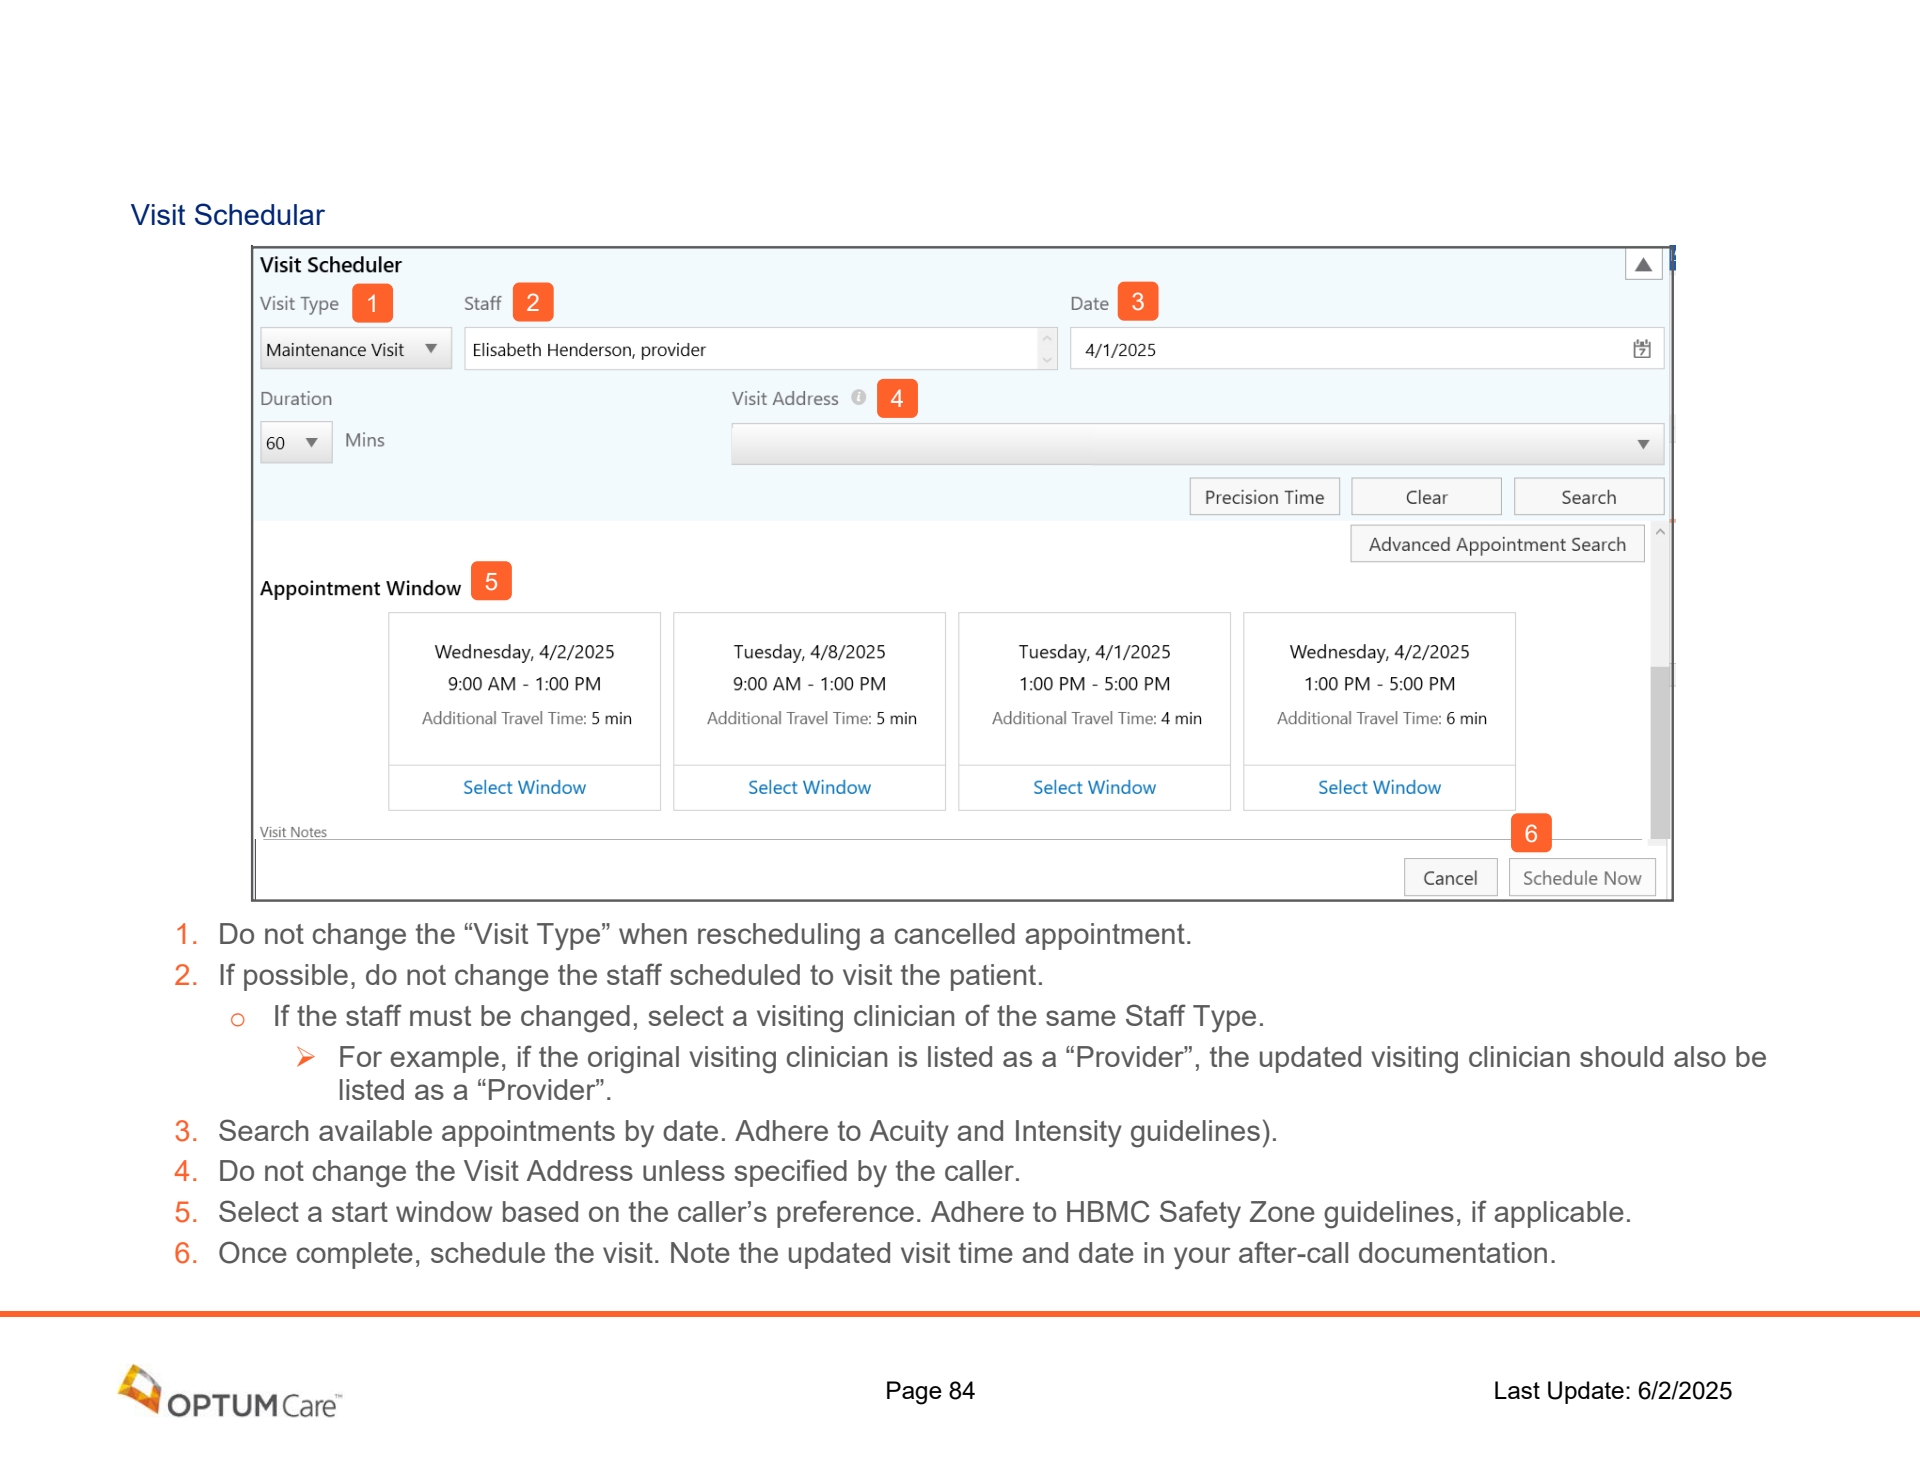 Visit Schedular
Visit Scheduler
Visit Type 1 Staff 2 Date 3
Maintenance Visit Elisabeth Henderson, provider 4/1/2025
Duration Visit Address 4
60 Mins
Precision Time Clear Search
Advanced Appointment Search
Appointment Window 5
Wednesday, 4/2/2025 Tuesday, 4/8/2025 Tuesday, 4/1/2025 Wednesday, 4/2/2025
9:00 AM - 1:00 PM 9:00 AM - 1:00 PM 1:00 PM - 5:00 PM 1:00 PM - 5:00 PM
Additional Travel Time: 5 min Additional Travel Time: 5 min Additional Travel Time: 4 min Additional Travel Time: 6 min
Select Window Select Window Select Window Select Window
Visit Notes 6
Cancel Schedule Now
1. Do not change the “Visit Type” when rescheduling a cancelled appointment.
2. If possible, do not change the staff scheduled to visit the patient.
o If the staff must be changed, select a visiting clinician of the same Staff Type.
➢ For example, if the original visiting clinician is listed as a “Provider”, the updated visiting clinician should also be
listed as a “Provider”.
3. Search available appointments by date. Adhere to Acuity and Intensity guidelines).
4. Do not change the Visit Address unless specified by the caller.
5. Select a start window based on the caller’s preference. Adhere to HBMC Safety Zone guidelines, if applicable.
6. Once complete, schedule the visit. Note the updated visit time and date in your after-call documentation.
OPTUMCare™ Page 84 Last Update: 6/2/2025